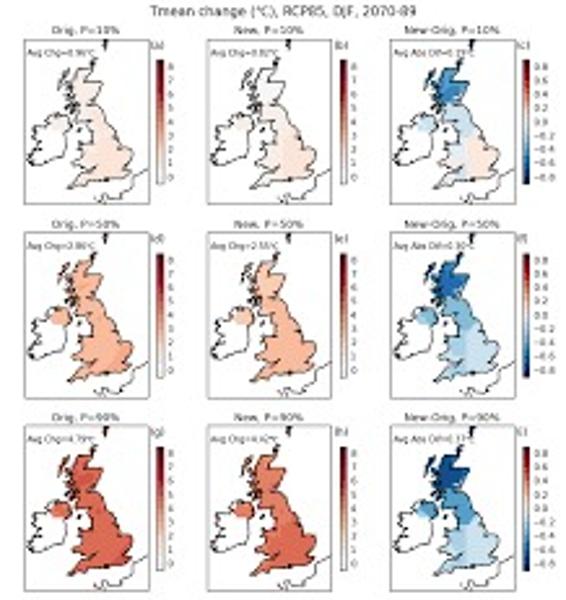 Tmean change (°C), RCP85, DJF, 2070-89
Orig, P=10%
New, P=10%
New-Orig, P=10%
(a)
(b)
(c)
Avg Chg=0.96°C
Avg Chg=0.82°C
Avg Abs Diff=
8
7
6
5
4
3
2
1
0
8
7
6
5
4
3
2
1
0
0.8
0.6
0.4
0.2
0.0
−0.2
−0.4
−0.6
−0.8
Orig, P=50%
New, P=50%
New-Orig, P=50%
(d)
(e)
(f)
Avg Chg=2.86°C
Avg Chg=2.55°C
Avg Abs Diff=0.30°C
8
7
6
5
4
3
2
1
0
8
7
6
5
4
3
2
1
0
0.8
0.6
0.4
0.2
0.0
−0.2
−0.4
−0.6
−0.8
Orig, P=90%
New, P=90%
New-Orig, P=90%
(g)
(h)
(i)
Avg Chg=4.79°C
Avg Chg=4.42°C
Avg Abs Diff=0.37°C
8
7
6
5
4
3
2
1
0
8
7
6
5
4
3
2
1
0
0.8
0.6
0.4
0.2
0.0
−0.2
−0.4
−0.6
−0.8